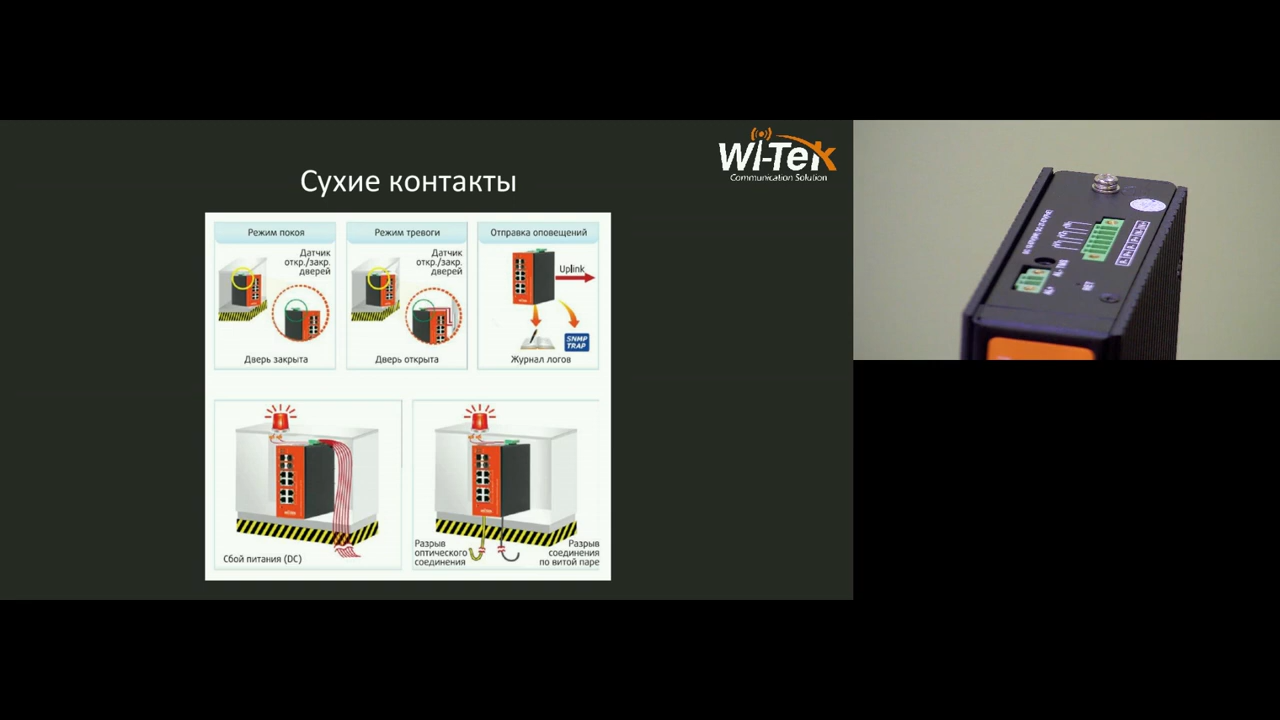 Wi-Tek
Communication Solution
Сухие контакты
Режим покоя
Датчик
откр./закр.
дверей
Дверь закрыта
Режим тревоги
Датчик
откр./закр.
дверей
Дверь открыта
Отправка оповещений
Uplink
SNMP
TRAP
Журнал логов
Сбой питания (DC)
Разрыв
оптического
соединения
Разрыв
соединения
по витой паре
RET